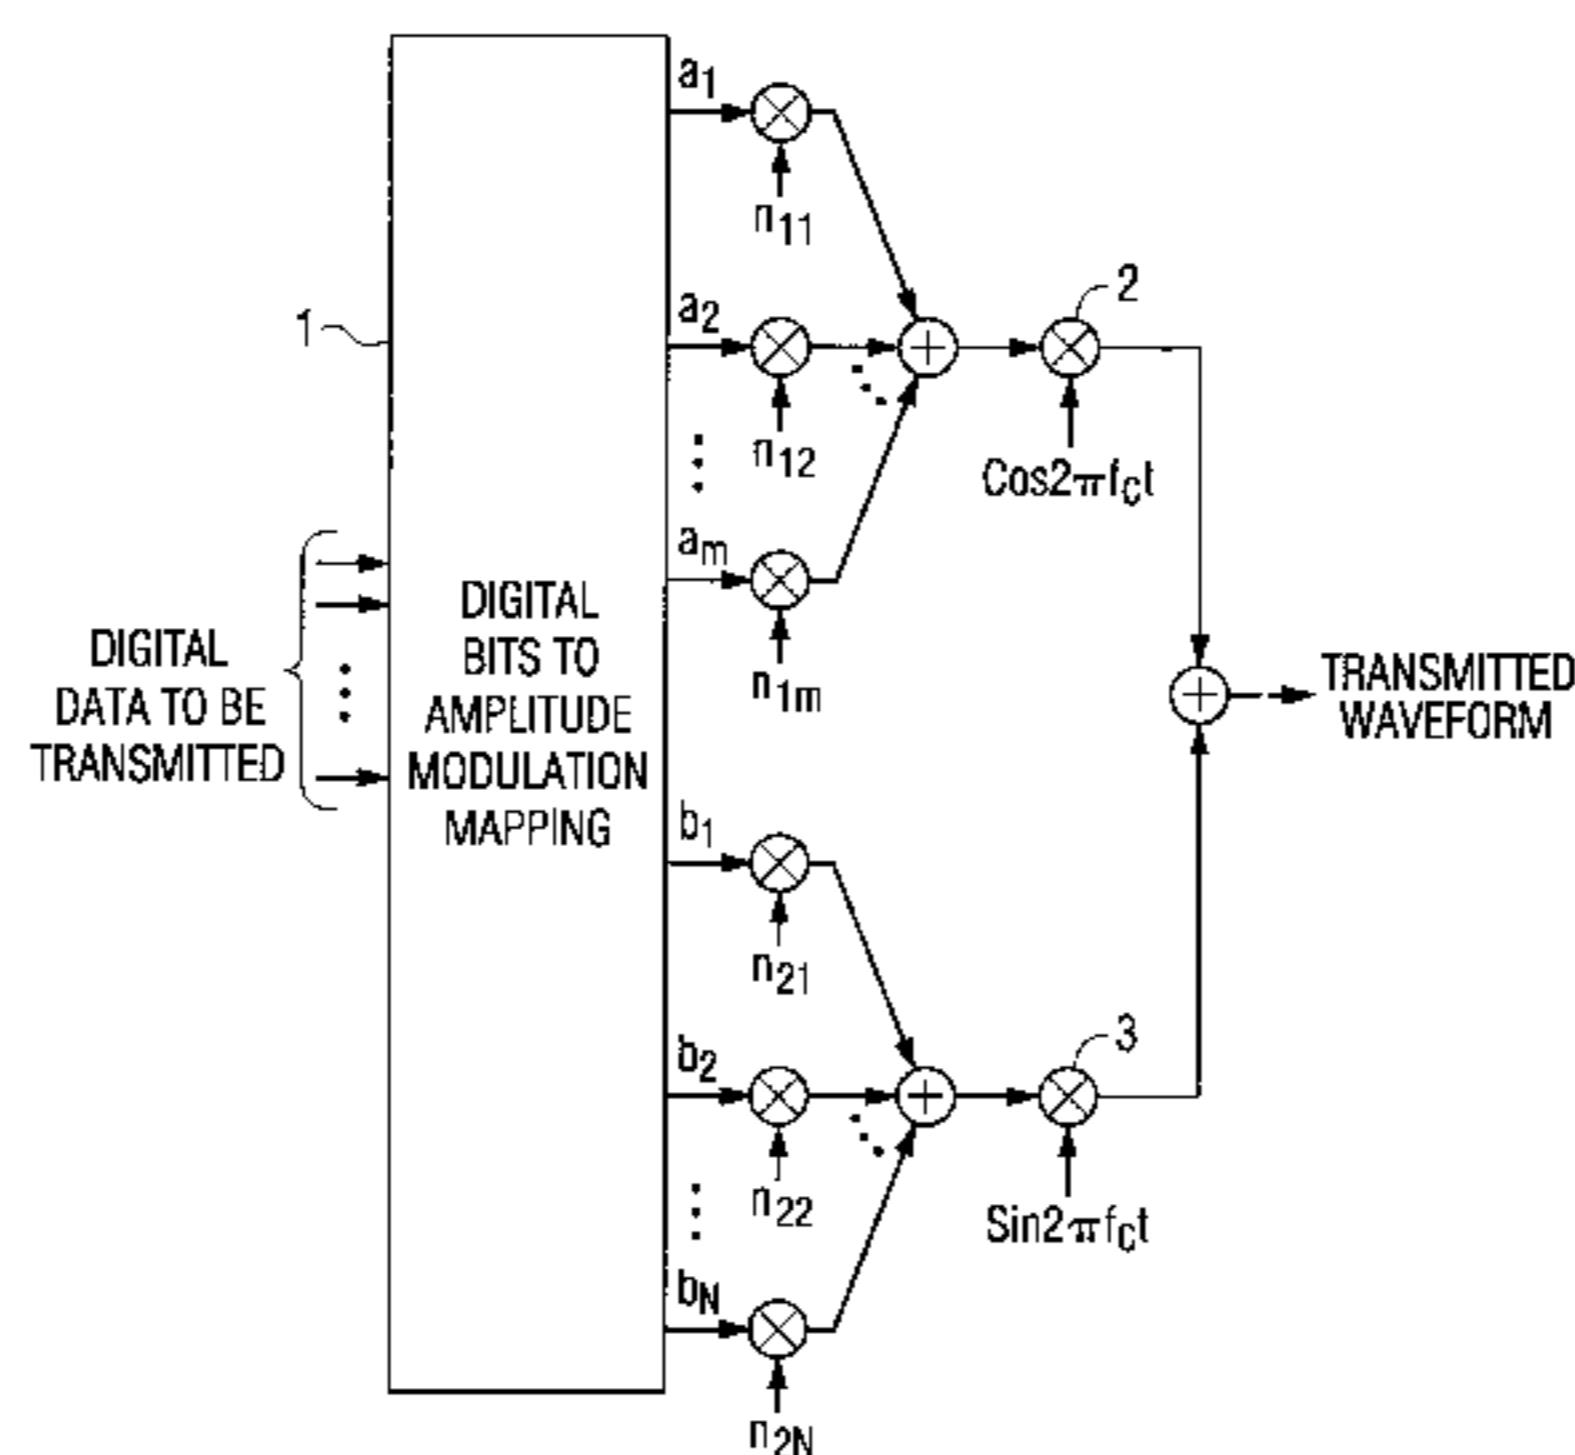 a1
n11
1
a2
2
n12
Cos2πfct
am
n1m
DIGITAL
DATA TO BE
TRANSMITTED
DIGITAL
BITS TO
AMPLITUDE
MODULATION
MAPPING
TRANSMITTED
WAVEFORM
b1
n21
b2
3
n22
Sin2πfct
bN
n2N